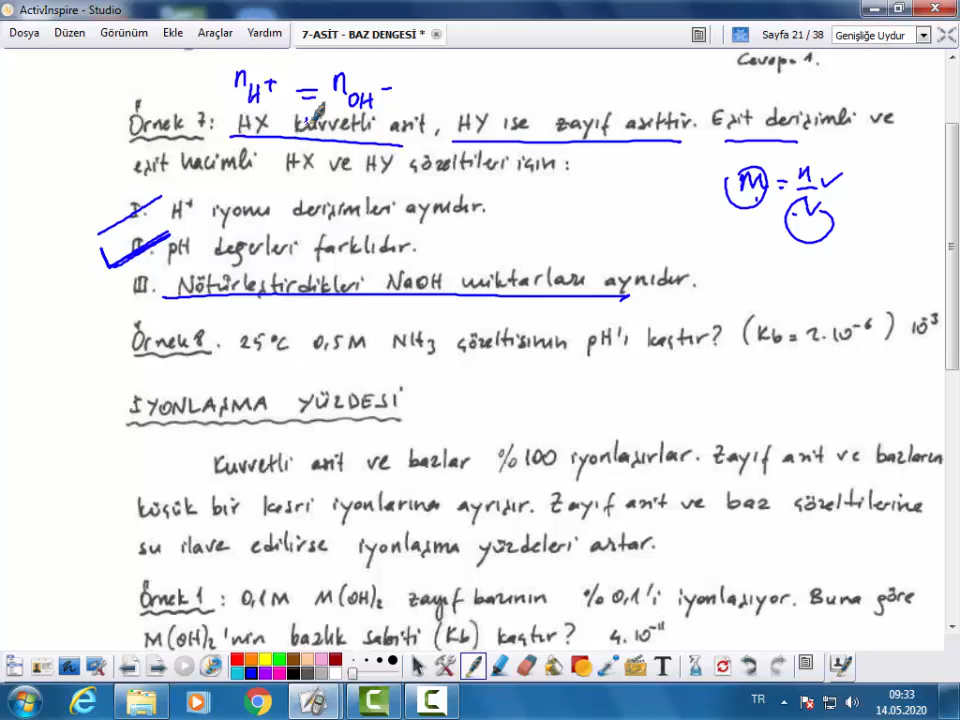 ActivInspire - Studio
Dosya Düzen Görünüm Ekle Araçlar Yardım 7-ASİT - BAZ DENGESİ * Sayfa 21 / 38 Genişliğe Uydur
Cevap: 1.
nH+ = nOH-
Örnek 7: HX kuvvetli asit, HY ise zayıf asittir. Eşit derişimli ve
eşit hacimli HX ve HY çözeltileri için:
M = n/V
I. H+ iyonu derişimleri aynıdır.
II. pH değerleri farklıdır.
III. Nötürleştirdikleri NaOH miktarları aynıdır.
Örnek 8. 25°C 0,5M NH3 çözeltisinin pH'ı kaçtır? (Kb = 2.10-6) 10-3
İYONLAŞMA YÜZDESİ
Kuvvetli asit ve bazlar %100 iyonlaşırlar. Zayıf asit ve bazların
küçük bir kesri iyonlarına ayrışır. Zayıf asit ve baz çözeltilerine
su ilave edilirse iyonlaşma yüzdeleri artar.
Örnek 1: 0,1M M(OH)2 zayıf bazının %0,1'i iyonlaşıyor. Buna göre
M(OH)2'nin bazlık sabiti (Kb) kaçtır? 4.10-11
TR 09:33
14.05.2020